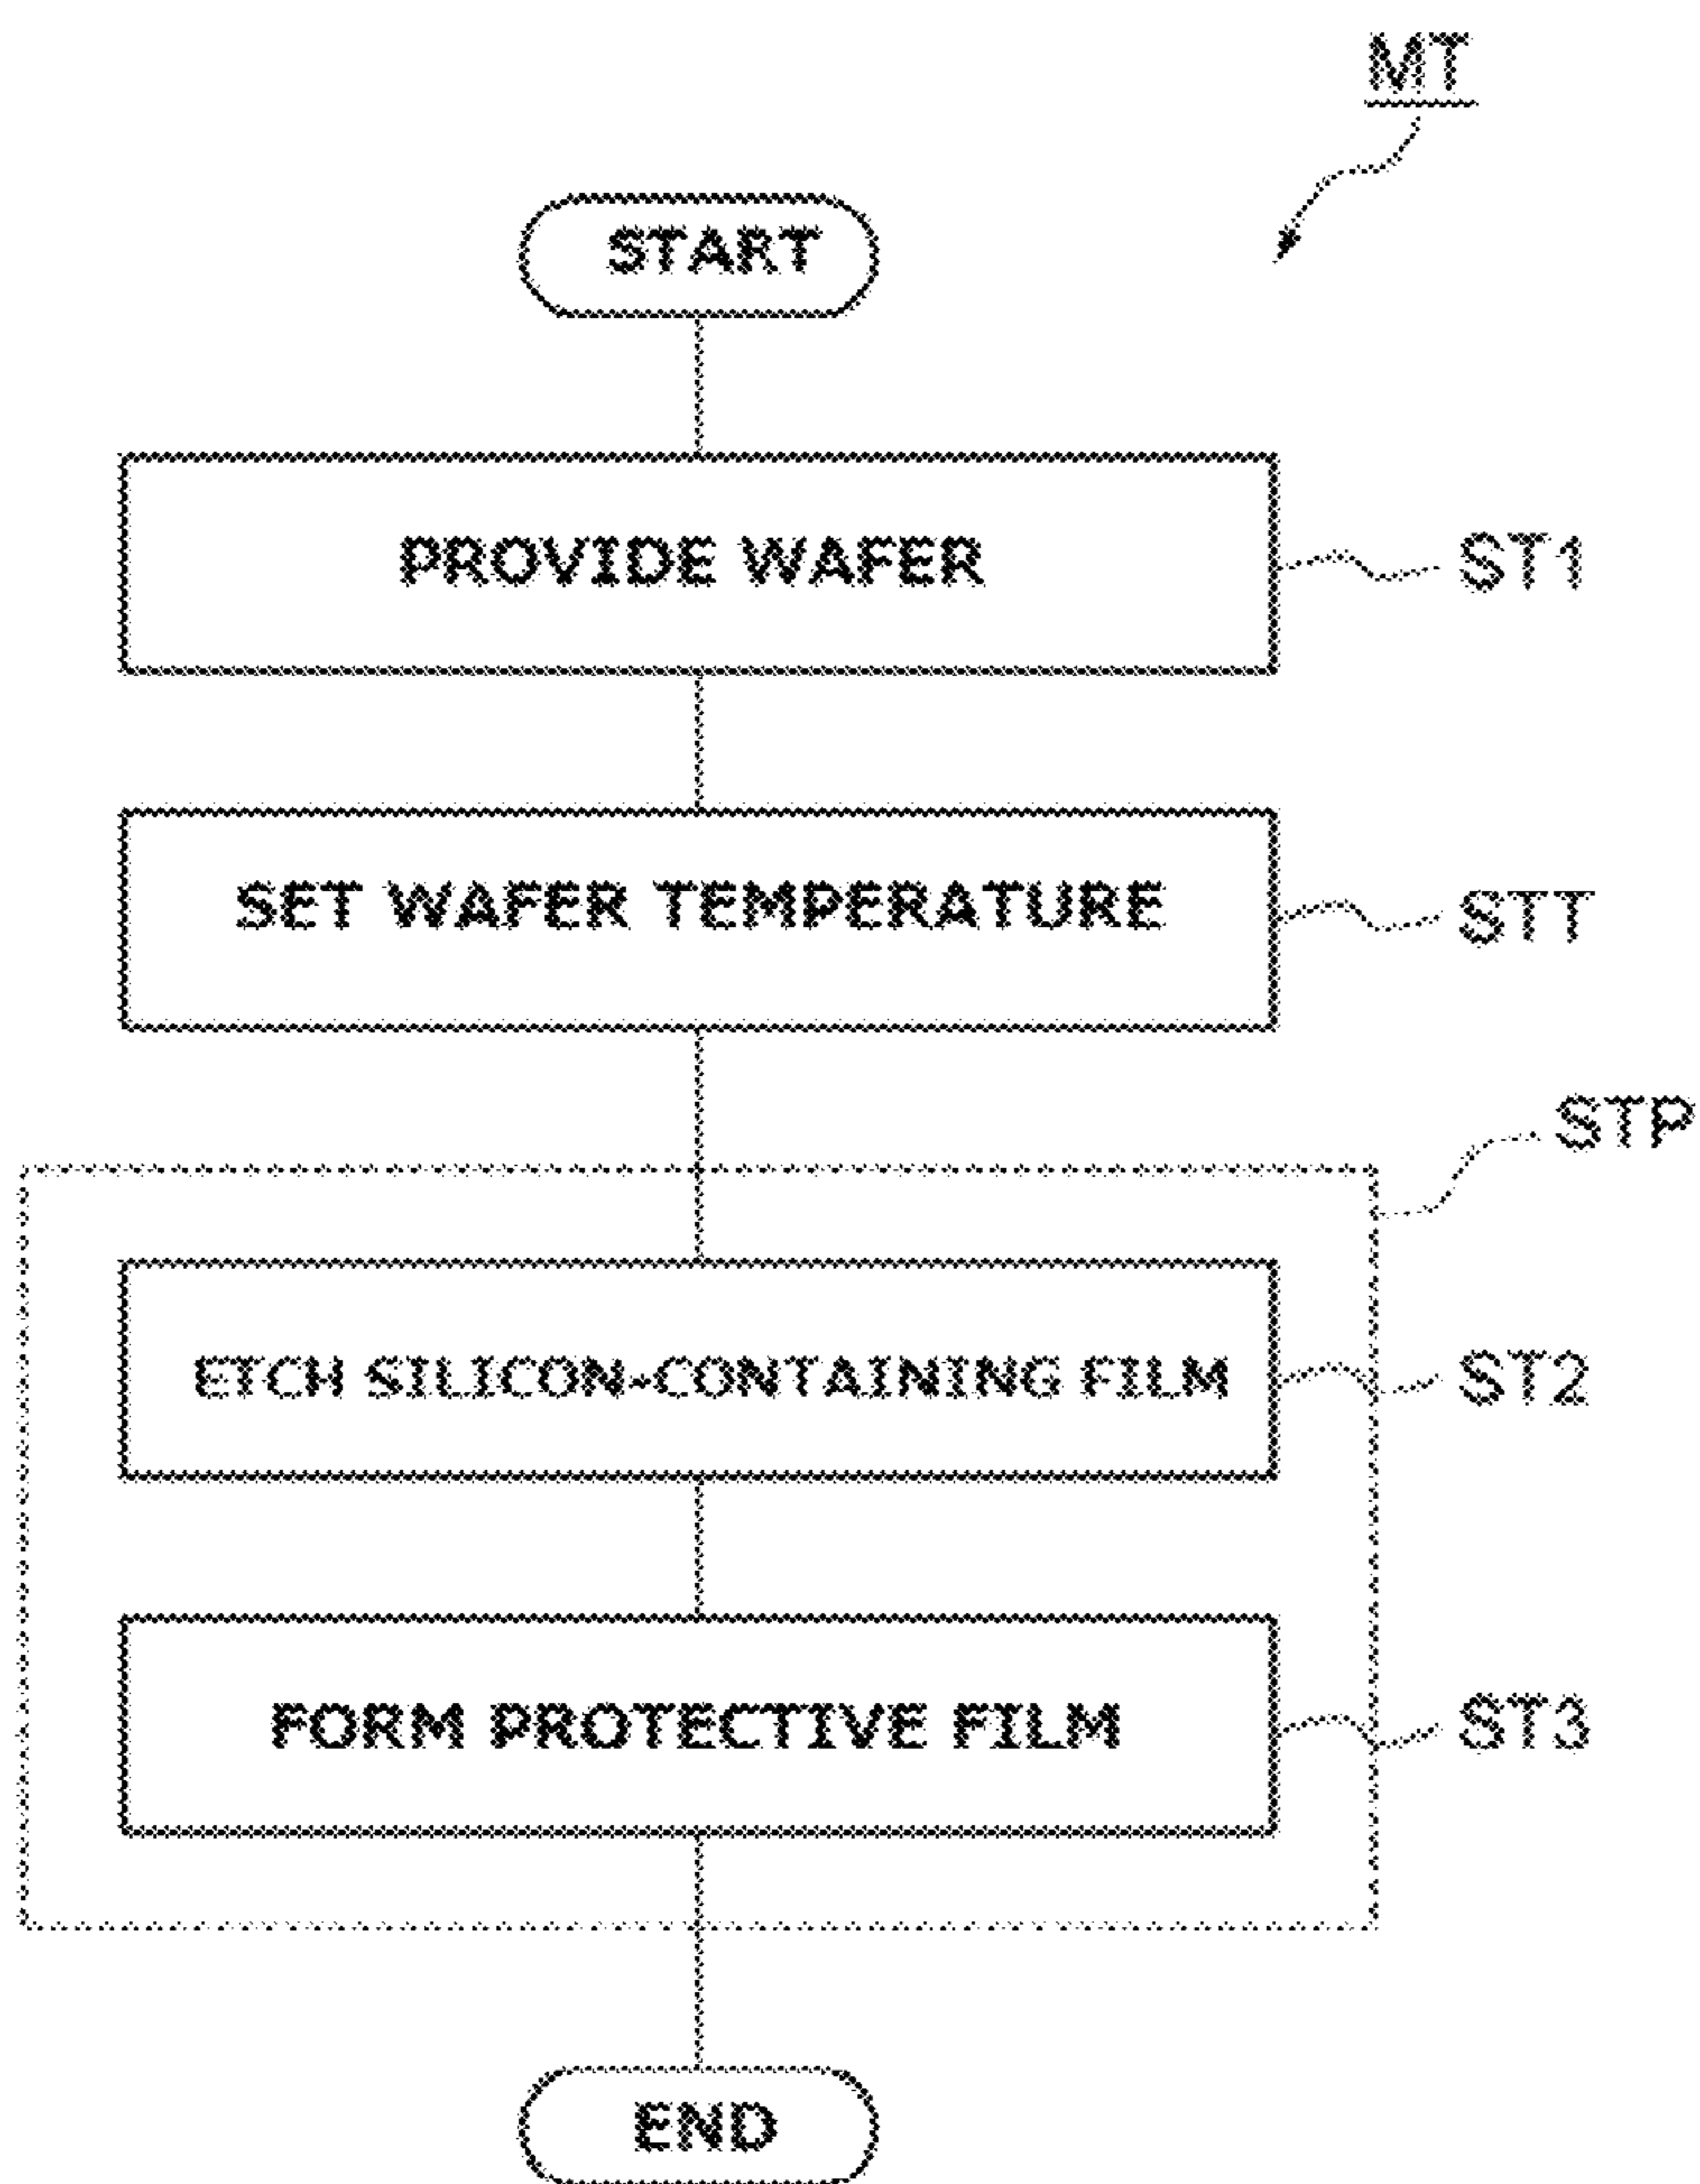 MT
START
PROVIDE WAFER
ST1
SET WAFER TEMPERATURE
STT
STP
ETCH SILICON-CONTAINING FILM
ST2
FORM PROTECTIVE FILM
ST3
END